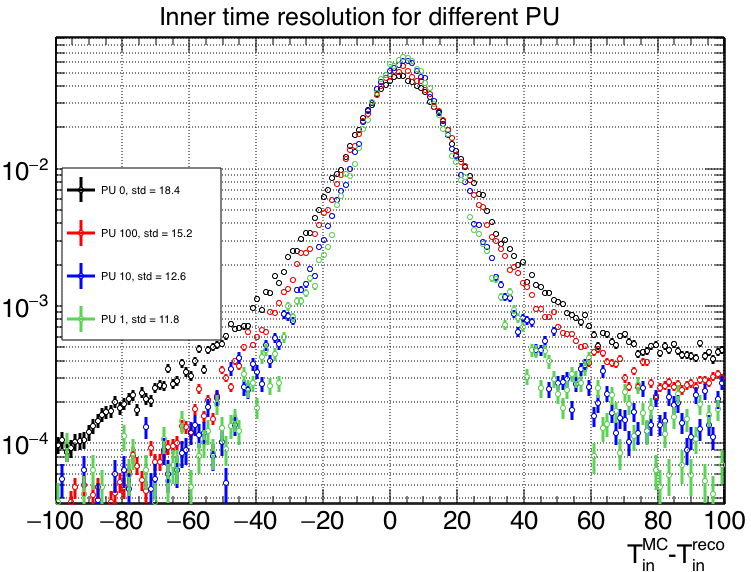 Inner time resolution for different PU
10−2
10−3
10−4
PU 0, std = 18.4
PU 100, std = 15.2
PU 10, std = 12.6
PU 1, std = 11.8
−100 −80 −60 −40 −20 0 20 40 60 80 100
T_in^MC-T_in^reco